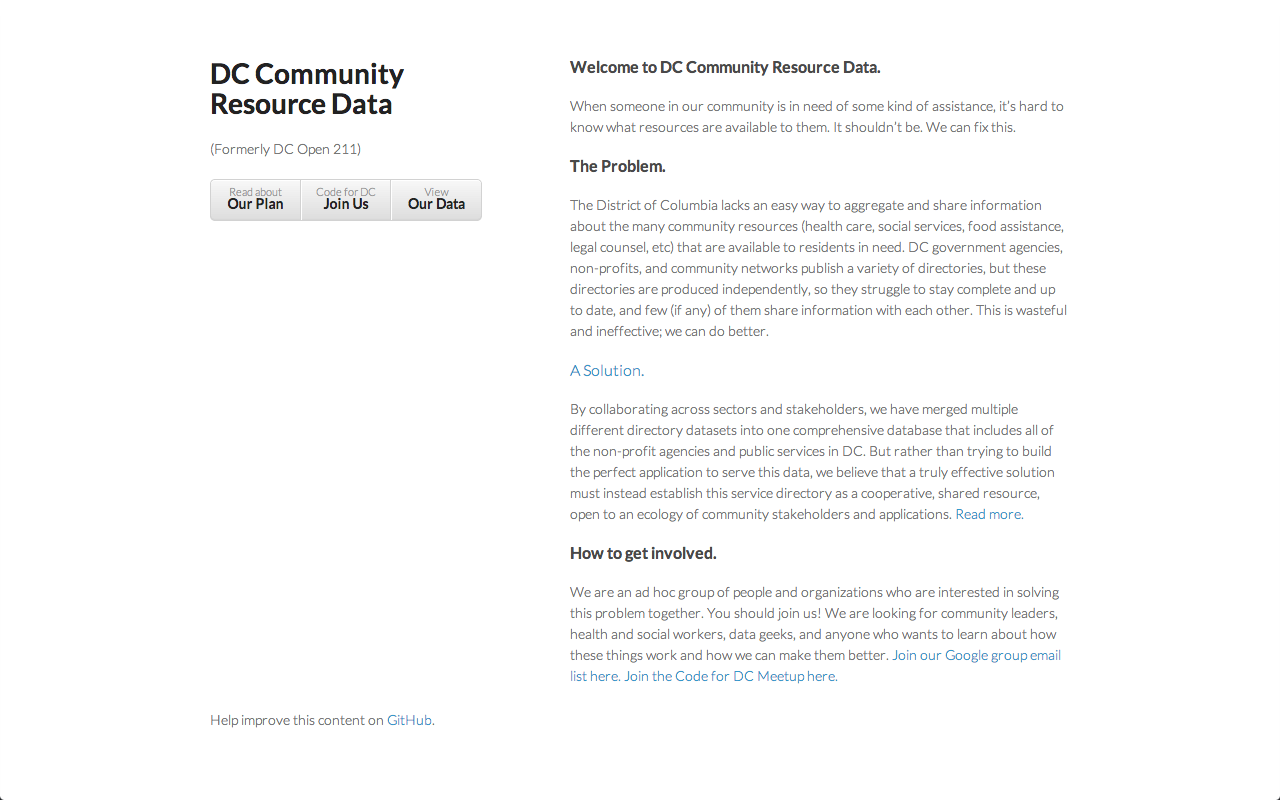 DC Community
Resource Data
(Formerly DC Open 211)
Read about
Our Plan
Code for DC
Join Us
View
Our Data
Welcome to DC Community Resource Data.
When someone in our community is in need of some kind of assistance, it’s hard to
know what resources are available to them. It shouldn’t be. We can fix this.
The Problem.
The District of Columbia lacks an easy way to aggregate and share information
about the many community resources (health care, social services, food assistance,
legal counsel, etc) that are available to residents in need. DC government agencies,
non-profits, and community networks publish a variety of directories, but these
directories are produced independently, so they struggle to stay complete and up
to date, and few (if any) of them share information with each other. This is wasteful
and ineffective; we can do better.
A Solution.
By collaborating across sectors and stakeholders, we have merged multiple
different directory datasets into one comprehensive database that includes all of
the non-profit agencies and public services in DC. But rather than trying to build
the perfect application to serve this data, we believe that a truly effective solution
must instead establish this service directory as a cooperative, shared resource,
open to an ecology of community stakeholders and applications. Read more.
How to get involved.
We are an ad hoc group of people and organizations who are interested in solving
this problem together. You should join us! We are looking for community leaders,
health and social workers, data geeks, and anyone who wants to learn about how
these things work and how we can make them better. Join our Google group email
list here. Join the Code for DC Meetup here.
Help improve this content on GitHub.